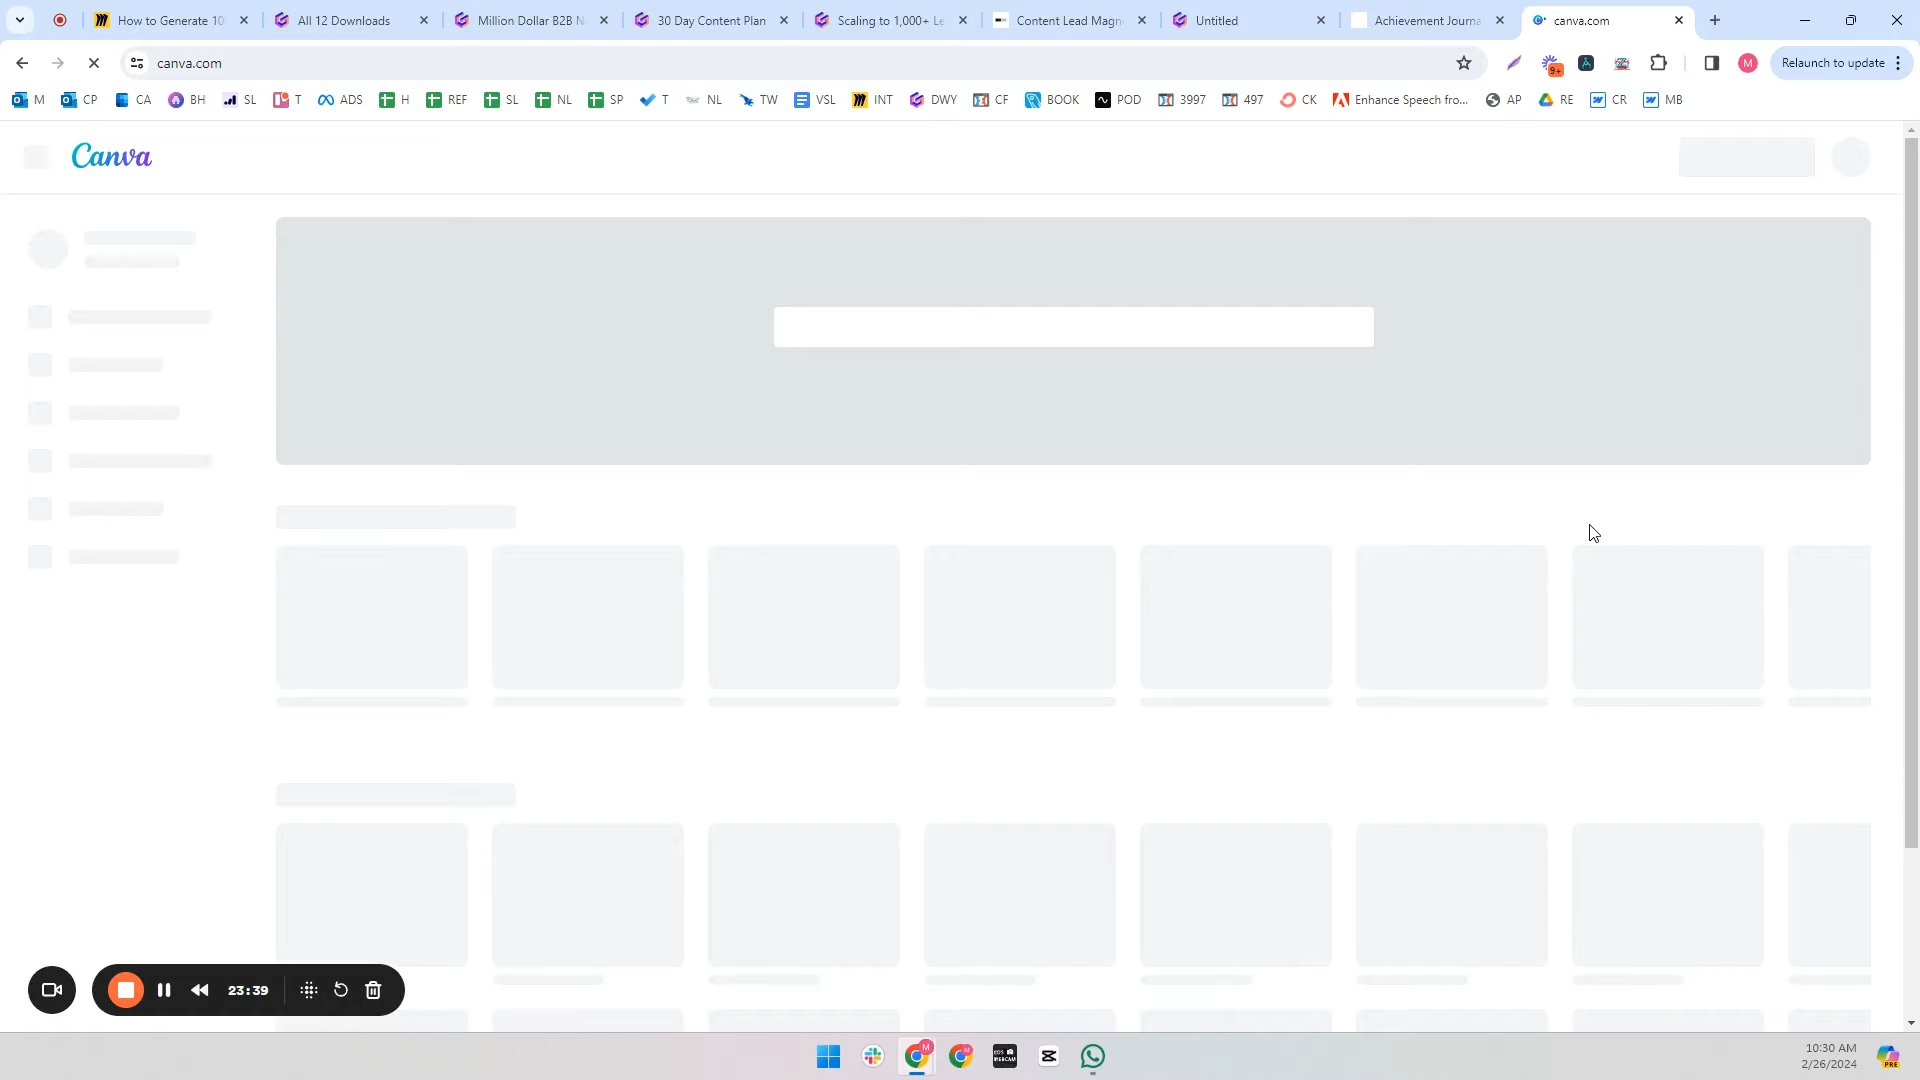 How to Generate 10
All 12 Downloads
Million Dollar B2B N
30 Day Content Plan
Scaling to 1,000+ Le
Content Lead Magn
Untitled
Achievement Journa
canva.com
canva.com
9+
M
Relaunch to update
M
CP
CA
BH
SL
T
ADS
H
REF
SL
NL
SP
T
NL
TW
VSL
INT
DWY
CF
BOOK
POD
3997
497
CK
Enhance Speech fro...
AP
RE
CR
MB
Canva
23:39
M
M
WEBCAM
10:30 AM
2/26/2024
PRE